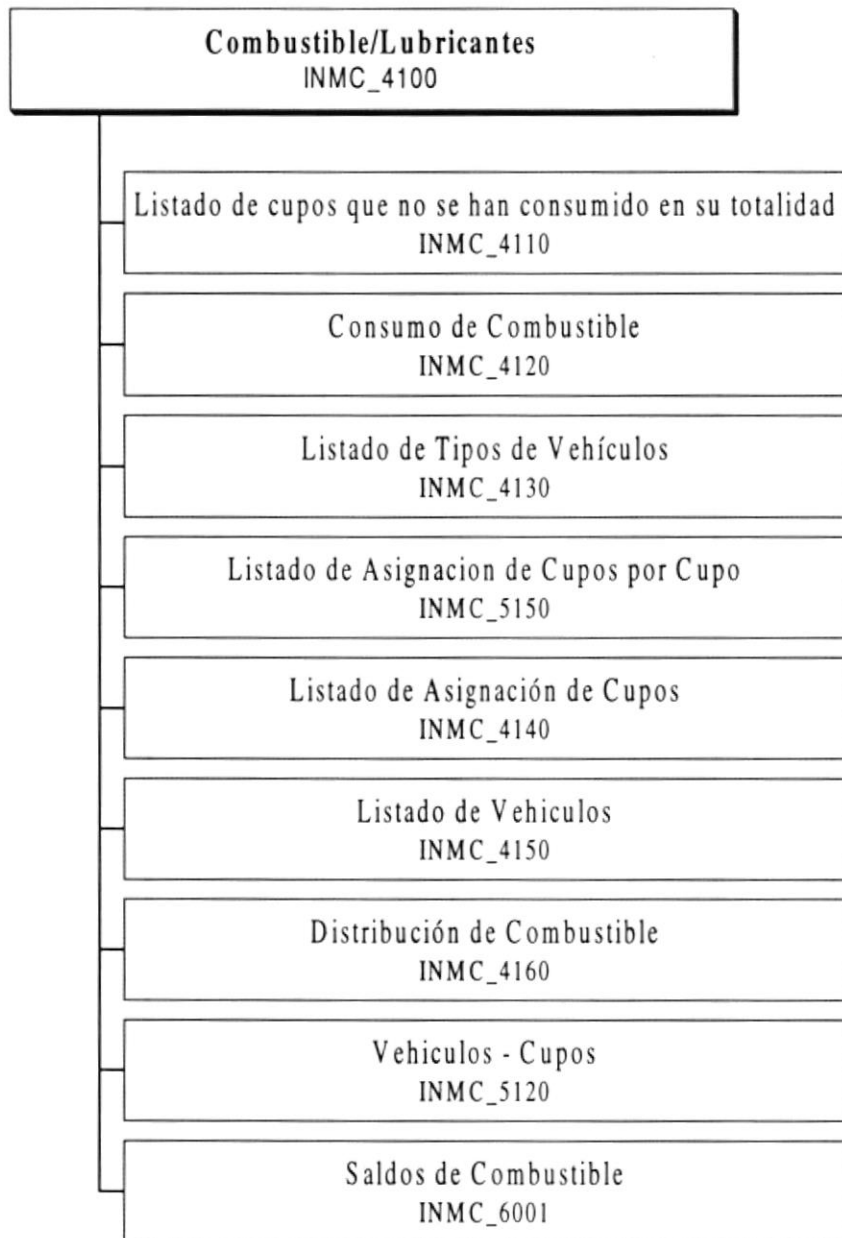 Combustible/Lubricantes
INMC_4100
Listado de cupos que no se han consumido en su totalidad
INMC_4110
Consumo de Combustible
INMC_4120
Listado de Tipos de Vehículos
INMC_4130
Listado de Asignacion de Cupos por Cupo
INMC_5150
Listado de Asignación de Cupos
INMC_4140
Listado de Vehiculos
INMC_4150
Distribución de Combustible
INMC_4160
Vehiculos - Cupos
INMC_5120
Saldos de Combustible
INMC_6001